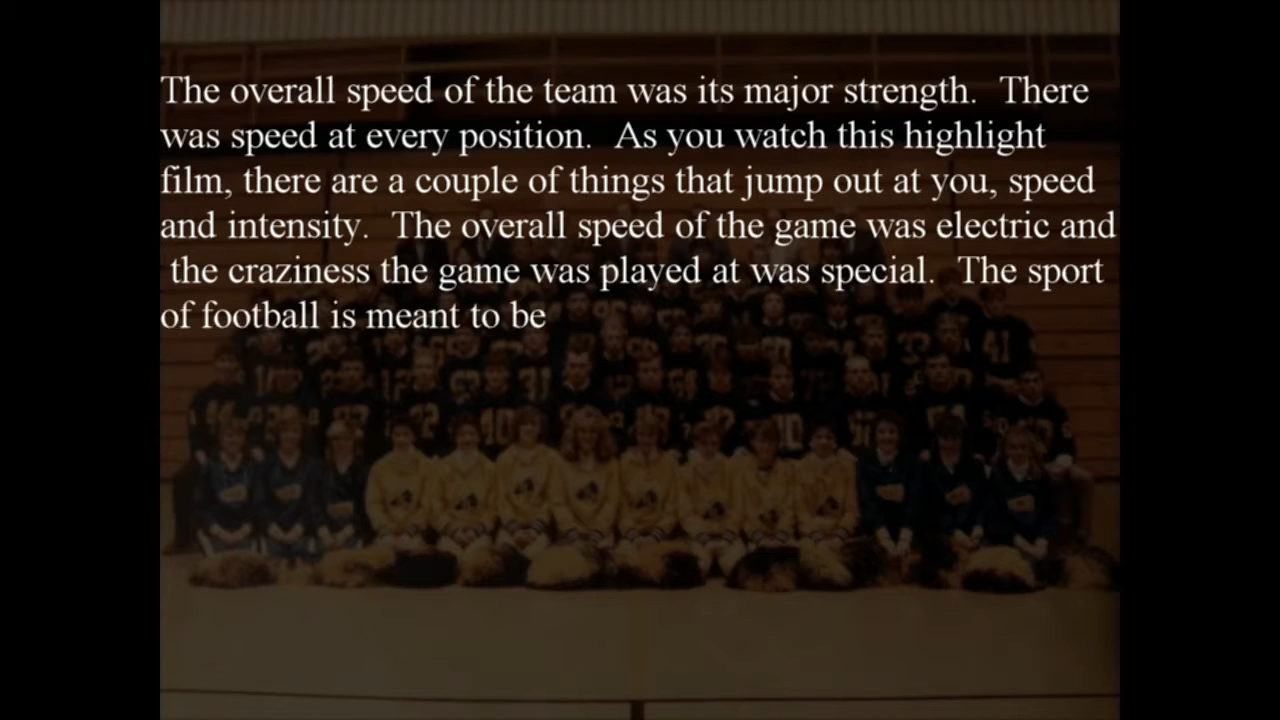 The overall speed of the team was its major strength.  There
was speed at every position.  As you watch this highlight
film, there are a couple of things that jump out at you, speed
and intensity.  The overall speed of the game was electric and
the craziness the game was played at was special.  The sport
of football is meant to be